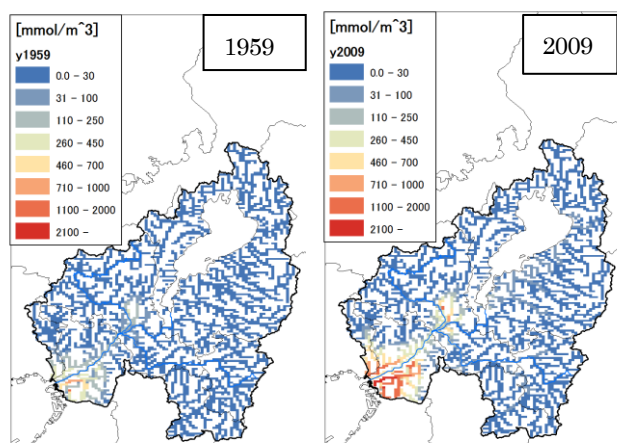 [mmol/m^3]
y1959
0.0 - 30
31 - 100
110 - 250
260 - 450
460 - 700
710 - 1000
1100 - 2000
2100 -
1959
[mmol/m^3]
y2009
0.0 - 30
31 - 100
110 - 250
260 - 450
460 - 700
710 - 1000
1100 - 2000
2100 -
2009